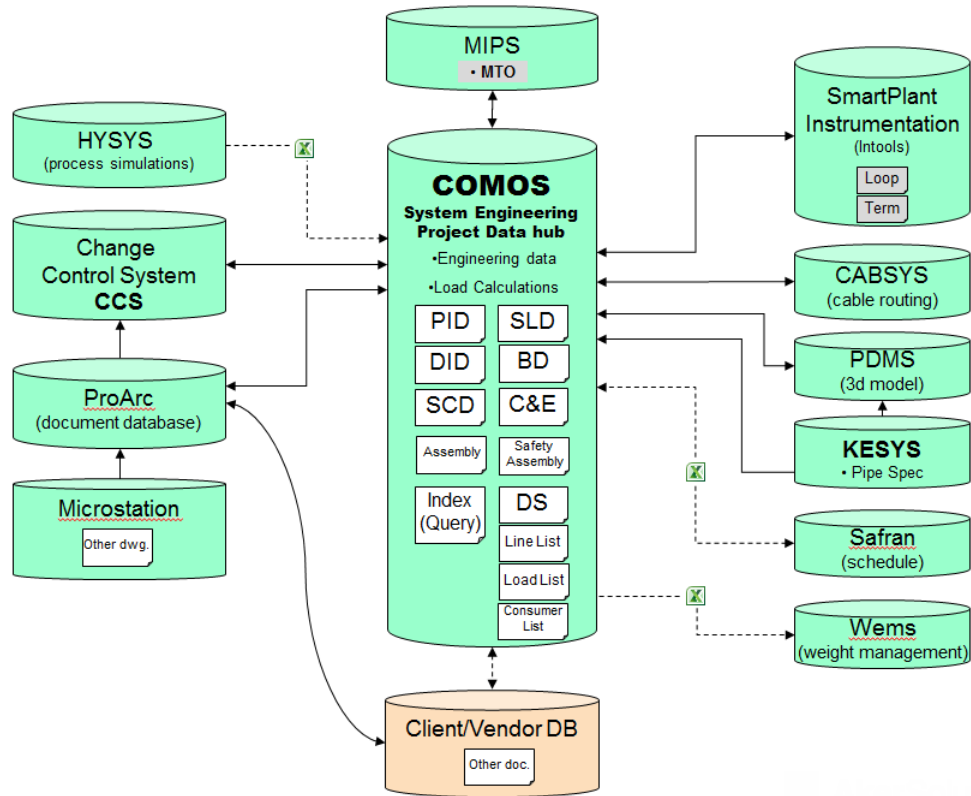 MIPS
• MTO
HYSYS
(process simulations)
SmartPlant
Instrumentation
(Intools)
Loop
Term
COMOS
System Engineering
Project Data hub
•Engineering data
•Load Calculations
PID
SLD
DID
BD
SCD
C&E
Assembly
Safety
Assembly
Index
(Query)
DS
Line List
Load List
Consumer
List
Change
Control System
CCS
CABSYS
(cable routing)
PDMS
(3d model)
ProArc
(document database)
KESYS
• Pipe Spec
Microstation
Other dwg.
Safran
(schedule)
Wems
(weight management)
Client/Vendor DB
Other doc.